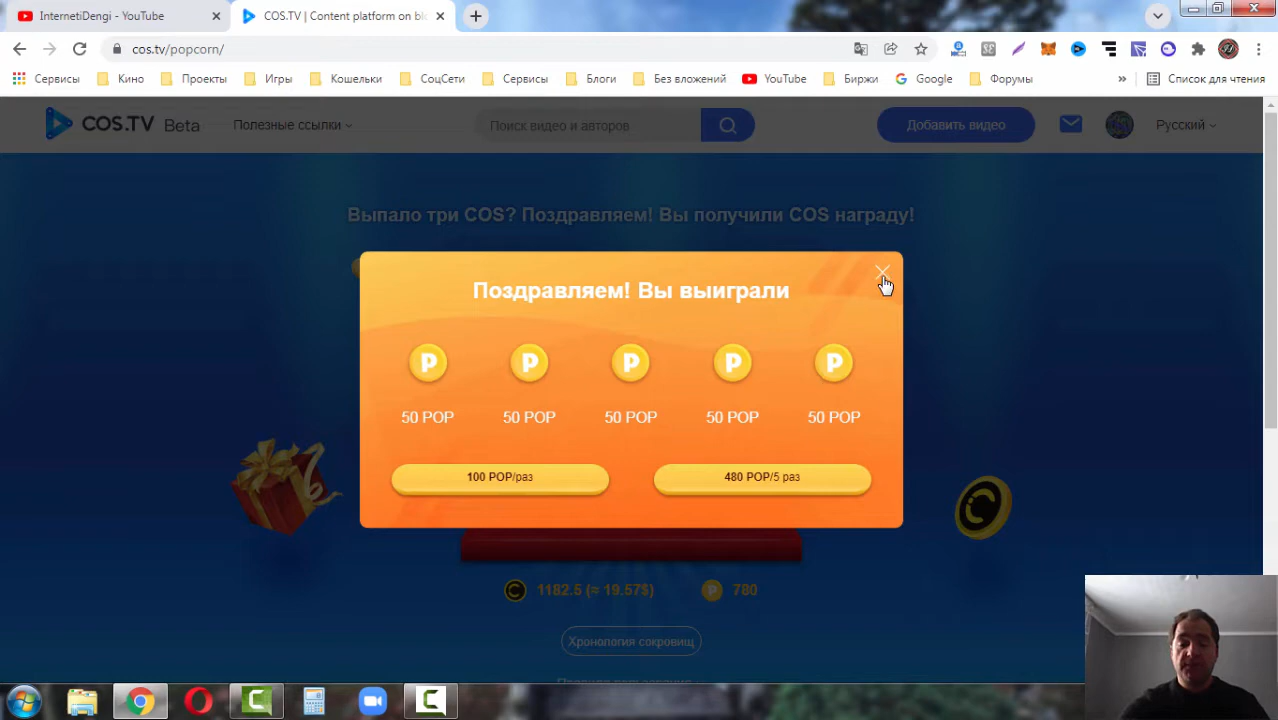 InternetiDengi - YouTube
COS.TV | Content platform on blo
cos.tv/popcorn/
Сервисы
Кино
Проекты
Игры
Кошельки
СоцСети
Сервисы
Блоги
Без вложений
YouTube
Биржи
Google
Форумы
»
Список для чтения
COS.TV Beta
Полезные ссылки
Поиск видео и авторов
Добавить видео
Русский
Выпало три COS? Поздравляем! Вы получили COS награду!
Поздравляем! Вы выиграли
P P P P P
50 POP 50 POP 50 POP 50 POP 50 POP
100 POP/раз
480 POP/5 раз
C 1182.5 (≈ 19.57$)
P 780
Хронология сокровищ